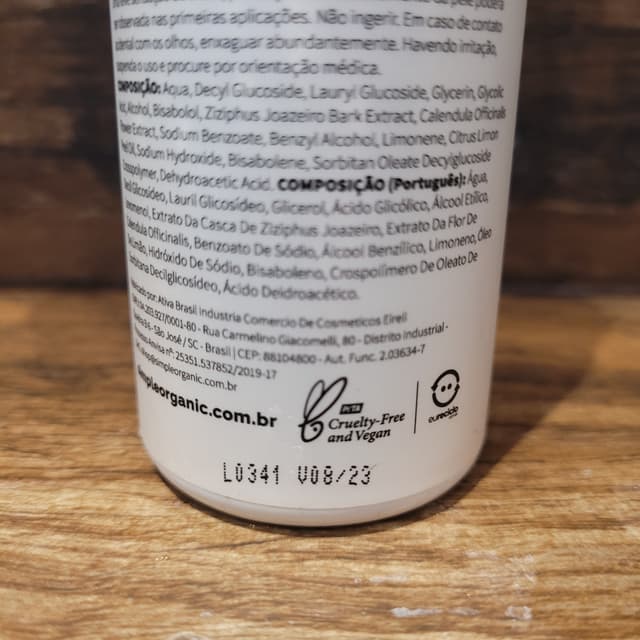 observada nas primeiras aplicações. Não ingerir. Em caso de contato
com os olhos, enxaguar abundantemente. Havendo irritação,
o uso e procure por orientação médica.
Aqua, Decyl Glucoside, Lauryl Glucoside, Glycerin, Glycolic
Alcohol, Bisabolol, Ziziphus Joazeiro Bark Extract, Calendula Officinalis
Extract, Sodium Benzoate, Benzyl Alcohol, Limonene, Citrus Limon
Oil, Sodium Hydroxide, Bisabolene, Sorbitan Oleate Decylglucoside
Dehydroacetic Acid. COMPOSIÇÃO (Português): Água,
Glicosídeo, Lauril Glicosídeo, Glicerol, Ácido Glicólico, Álcool Etílico,
Extrato Da Casca De Ziziphus Joazeiro, Extrato Da Flor De
Officinalis, Benzoato De Sódio, Álcool Benzílico, Limoneno, Óleo
Hidróxido De Sódio, Bisaboleno, Crospolímero De Oleato De
Decilglicosídeo, Ácido Deidroacético.
por: Ativa Brasil Industria Comercio De Cosmeticos Eireli
- Rua Carmelino Giacomelli, 80 - Distrito Industrial -
- São José / SC - Brasil | CEP: 88104800 - Aut. Func. 2.03634-7
nº: 25351.537852/2019-17
simpleorganic.com.br
PETA
Cruelty-Free
and Vegan
eureciclo
L0341 V08/23